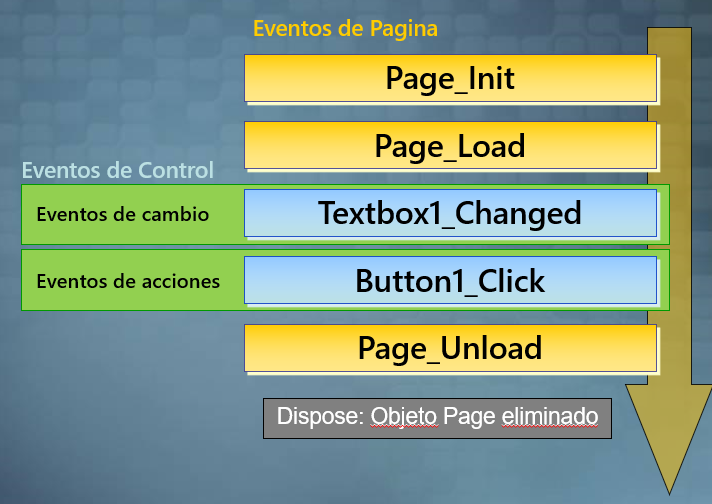 Eventos de Pagina
Page_Init
Page_Load
Eventos de Control
Eventos de cambio
Textbox1_Changed
Eventos de acciones
Button1_Click
Page_Unload
Dispose: Objeto Page eliminado